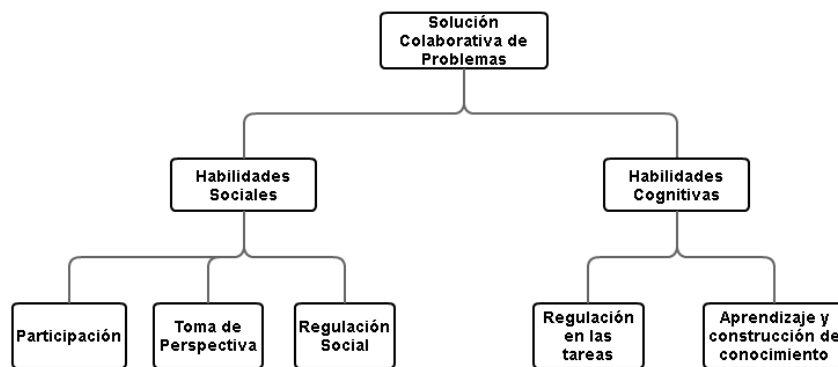 Solución
Colaborativa de
Problemas
Habilidades
Sociales
Habilidades
Cognitivas
Participación
Toma de
Perspectiva
Regulación
Social
Regulación
en las
tareas
Aprendizaje y
construcción de
conocimiento